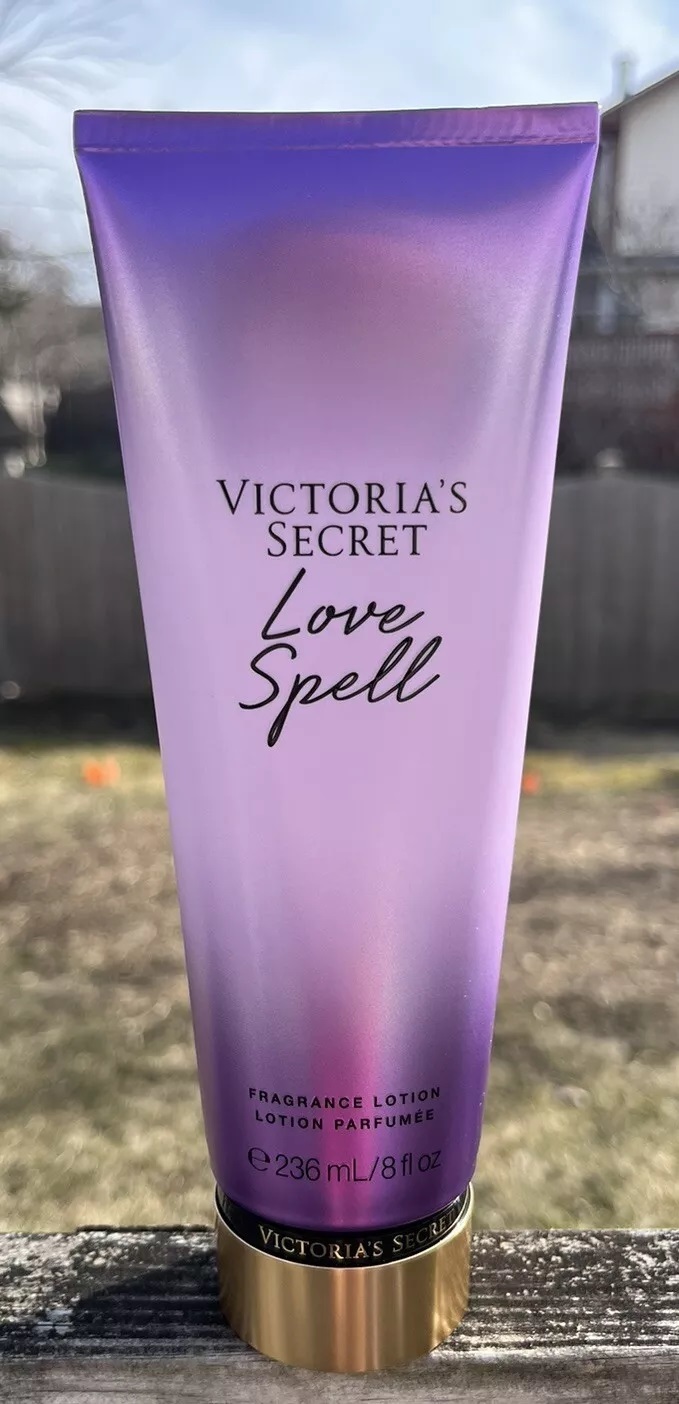 VICTORIA'S
SECRET
Love
Spell
FRAGRANCE LOTION
LOTION PARFUMÉE
℮ 236 mL/8 fl oz
VICTORIA'S SECRET